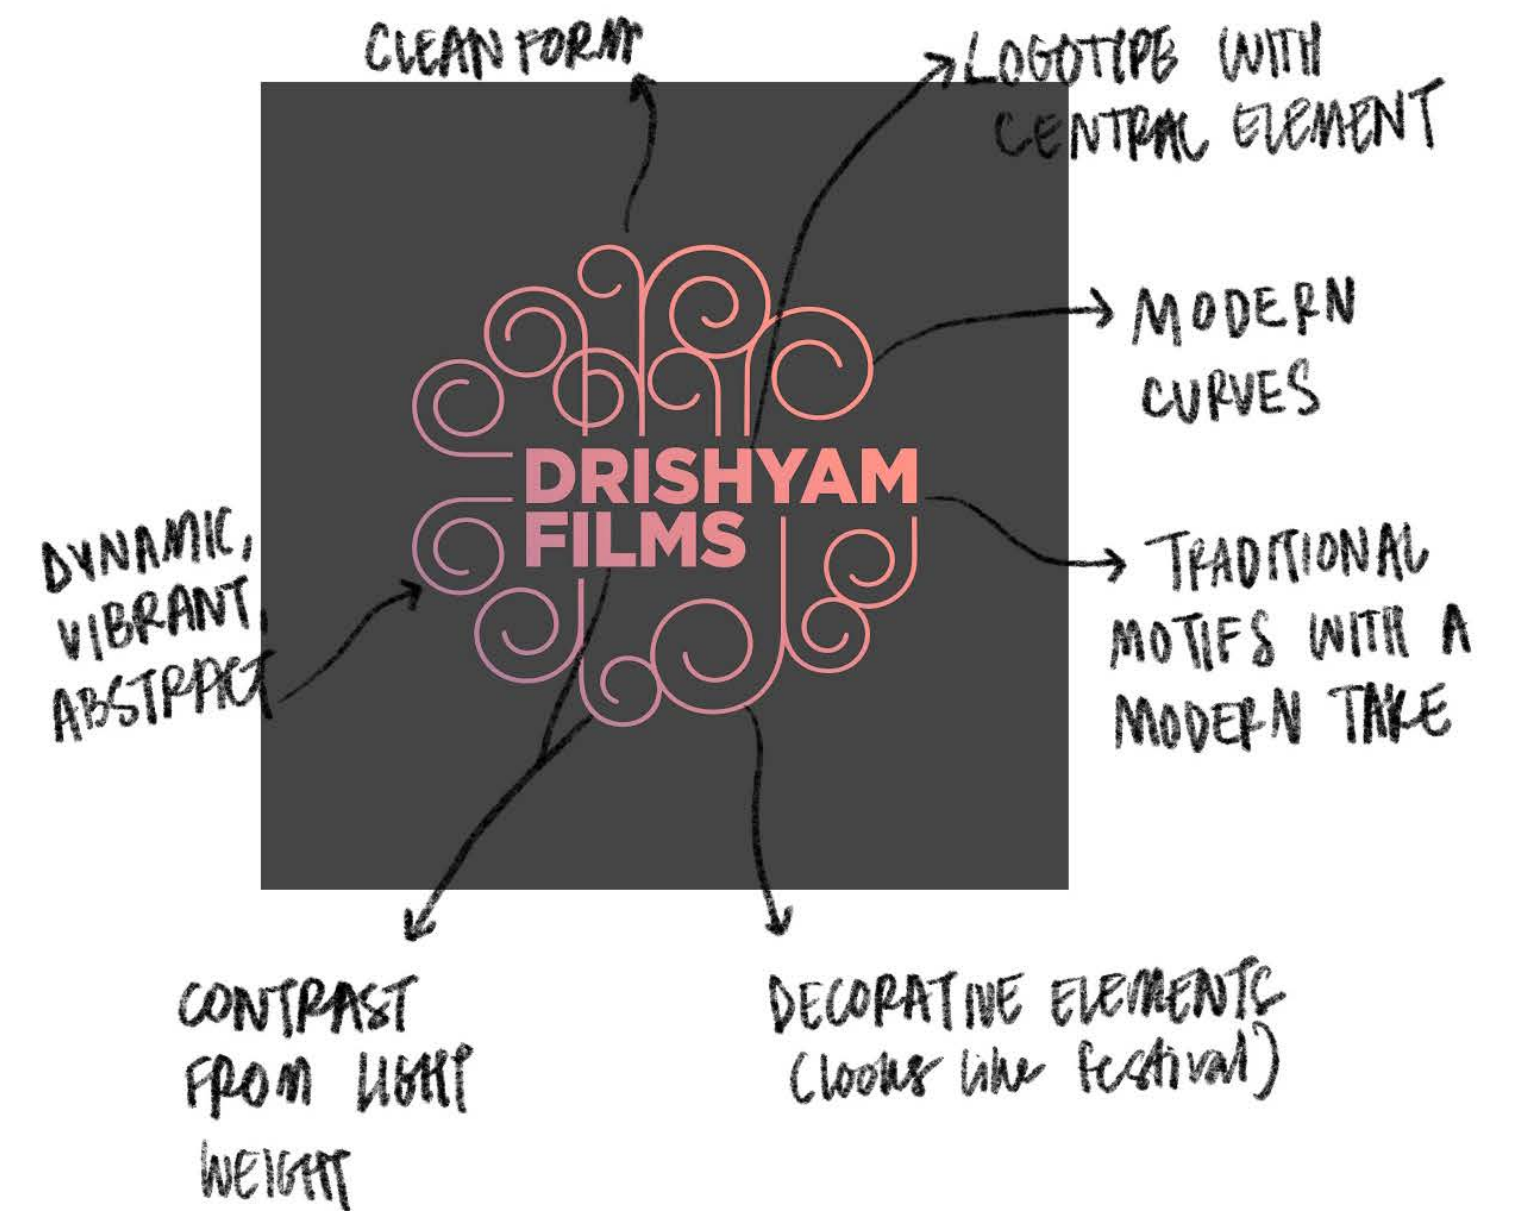 CLEAN FORM
LOGOTYPE WITH
CENTRAL ELEMENT
MODERN
CURVES
DRISHYAM
FILMS
DYNAMIC,
VIBRANT,
ABSTRACT
TRADITIONAL
MOTIFS WITH A
MODERN TAKE
CONTRAST
FROM LIGHT
WEIGHT
DECORATIVE ELEMENTS
(looks like festival)